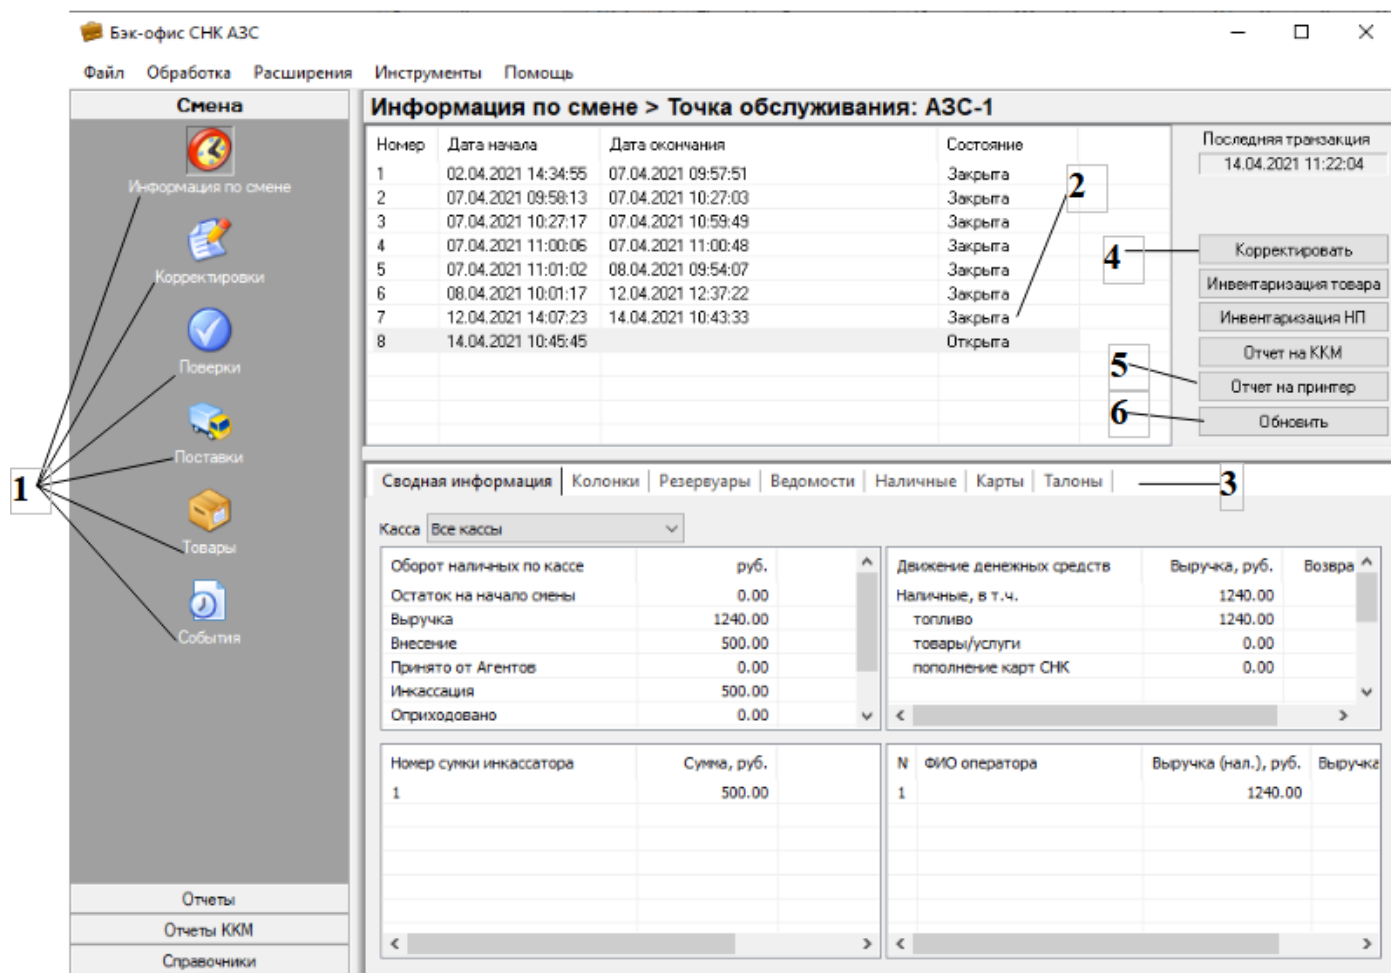 Бэк-офис СНК АЗС
Файл Обработка Расширения Инструменты Помощь
Смена
Информация по смене
Корректировки
Поверки
Поставки
Товары
События
1
Отчеты
Отчеты ККМ
Справочники
Информация по смене > Точка обслуживания: АЗС-1
Номер Дата начала Дата окончания Состояние
1 02.04.2021 14:34:55 07.04.2021 09:57:51 Закрыта
2 07.04.2021 09:58:13 07.04.2021 10:27:03 Закрыта
3 07.04.2021 10:27:17 07.04.2021 10:59:49 Закрыта
4 07.04.2021 11:00:06 07.04.2021 11:00:48 Закрыта
5 07.04.2021 11:01:02 08.04.2021 09:54:07 Закрыта
6 08.04.2021 10:01:17 12.04.2021 12:37:22 Закрыта
7 12.04.2021 14:07:23 14.04.2021 10:43:33 Закрыта
8 14.04.2021 10:45:45 Открыта
2
Последняя транзакция
14.04.2021 11:22:04
4
Корректировать
Инвентаризация товара
Инвентаризация НП
Отчет на ККМ
5
Отчет на принтер
6
Обновить
Сводная информация Колонки Резервуары Ведомости Наличные Карты Талоны
3
Касса Все кассы
Оборот наличных по кассе руб.
Остаток на начало смены 0.00
Выручка 1240.00
Внесение 500.00
Принято от Агентов 0.00
Инкассация 500.00
Оприходовано 0.00
Движение денежных средств Выручка, руб. Возвра
Наличные, в т.ч. 1240.00
топливо 1240.00
товары/услуги 0.00
пополнение карт СНК 0.00
Номер сумки инкассатора Сумма, руб.
1 500.00
N ФИО оператора Выручка (нал.), руб. Выручка
1 1240.00